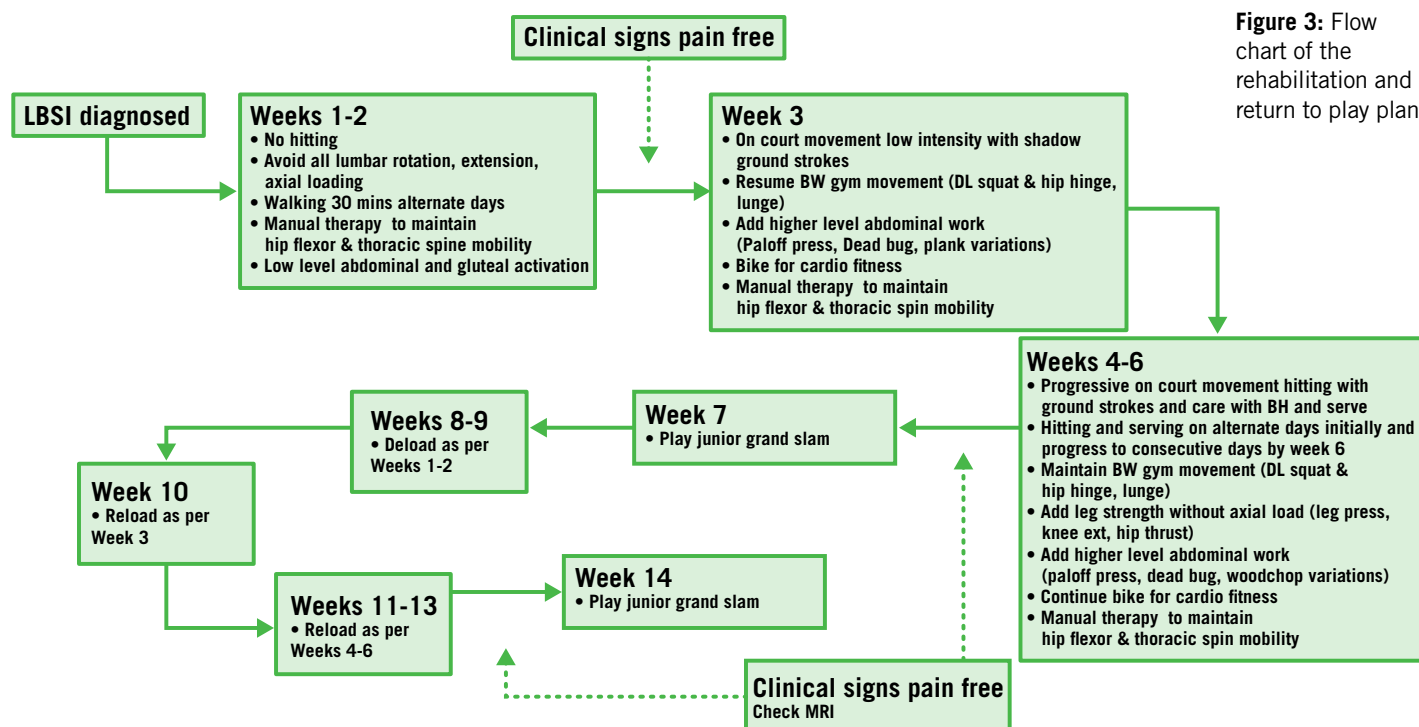 Figure 3: Flow
chart of the
rehabilitation and
return to play plan
Clinical signs pain free
LBSI diagnosed
Weeks 1-2
• No hitting
• Avoid all lumbar rotation, extension,
axial loading
• Walking 30 mins alternate days
• Manual therapy to maintain
hip flexor & thoracic spine mobility
• Low level abdominal and gluteal activation
Week 3
• On court movement low intensity with shadow
ground strokes
• Resume BW gym movement (DL squat & hip hinge,
lunge)
• Add higher level abdominal work
(Paloff press, Dead bug, plank variations)
• Bike for cardio fitness
• Manual therapy to maintain
hip flexor & thoracic spin mobility
Weeks 4-6
• Progressive on court movement hitting with
ground strokes and care with BH and serve
• Hitting and serving on alternate days initially and
progress to consecutive days by week 6
• Maintain BW gym movement (DL squat &
hip hinge, lunge)
• Add leg strength without axial load (leg press,
knee ext, hip thrust)
• Add higher level abdominal work
(paloff press, dead bug, woodchop variations)
• Continue bike for cardio fitness
• Manual therapy to maintain
hip flexor & thoracic spin mobility
Week 7
• Play junior grand slam
Weeks 8-9
• Deload as per
Weeks 1-2
Week 10
• Reload as per
Week 3
Weeks 11-13
• Reload as per
Weeks 4-6
Week 14
• Play junior grand slam
Clinical signs pain free
Check MRI